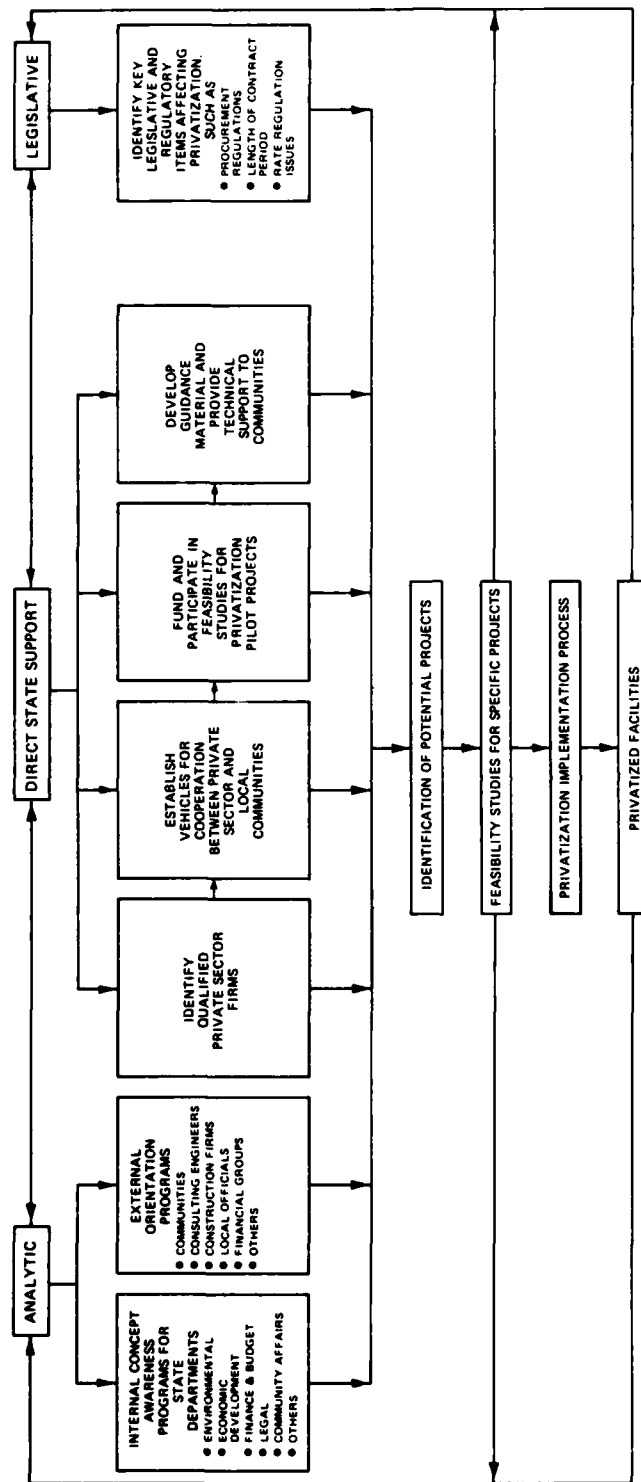 ANALYTIC
DIRECT STATE SUPPORT
LEGISLATIVE
INTERNAL CONCEPT
AWARENESS
PROGRAMS FOR
STATE
DEPARTMENTS
● ENVIRONMENTAL
● ECONOMIC
DEVELOPMENT
● FINANCE & BUDGET
● LEGAL
● COMMUNITY AFFAIRS
● OTHERS
EXTERNAL
ORIENTATION
PROGRAMS
● COMMUNITIES
● CONSULTING ENGINEERS
● CONSTRUCTION FIRMS
● LOCAL OFFICIALS
● FINANCIAL GROUPS
● OTHERS
IDENTIFY
QUALIFIED
PRIVATE SECTOR
FIRMS
ESTABLISH
VEHICLES FOR
COOPERATION
BETWEEN PRIVATE
SECTOR AND
LOCAL
COMMUNITIES
FUND AND
PARTICIPATE IN
FEASIBILITY
STUDIES FOR
PRIVATIZATION
PILOT PROJECTS
DEVELOP
GUIDANCE
MATERIAL AND
PROVIDE
TECHNICAL
SUPPORT TO
COMMUNITIES
IDENTIFY KEY
LEGISLATIVE AND
REGULATORY
ITEMS AFFECTING
PRIVATIZATION,
SUCH AS
● PROCUREMENT
REGULATIONS
● LENGTH OF CONTRACT
PERIOD
● RATE REGULATION
ISSUES
IDENTIFICATION OF POTENTIAL PROJECTS
FEASIBILITY STUDIES FOR SPECIFIC PROJECTS
PRIVATIZATION IMPLEMENTATION PROCESS
PRIVATIZED FACILITIES